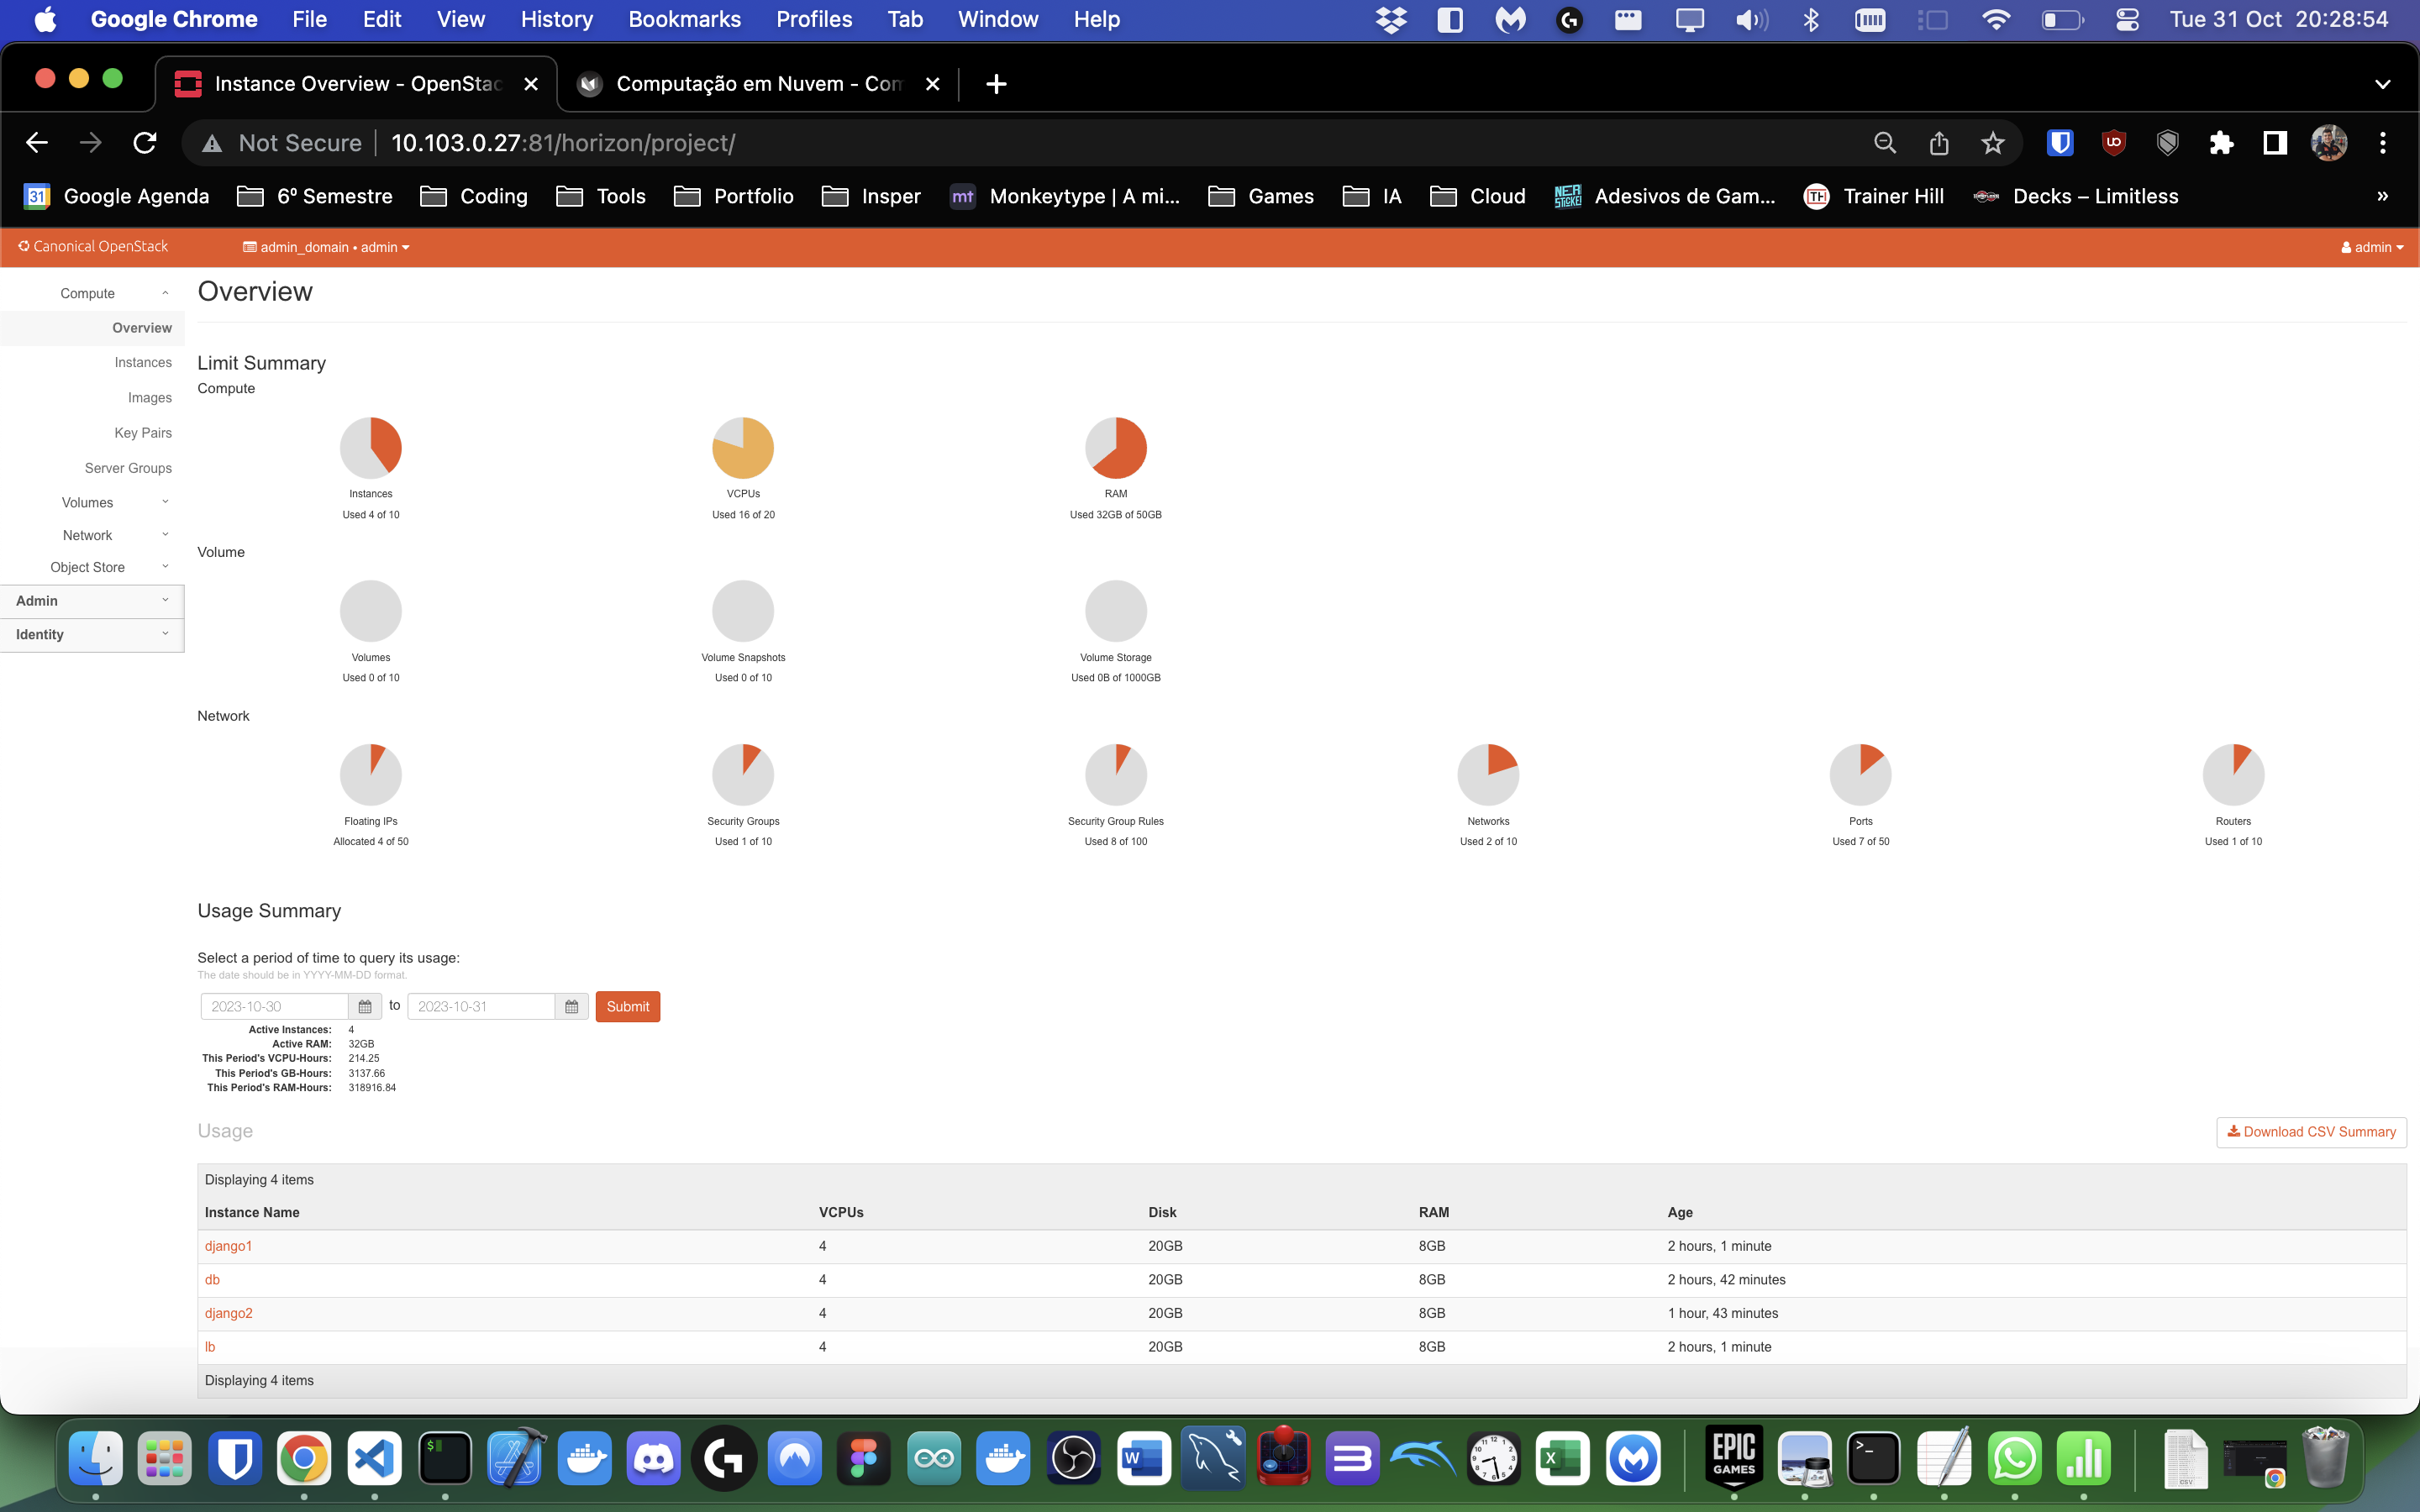 Google Chrome File Edit View History Bookmarks Profiles Tab Window Help Tue 31 Oct 20:28:54
Instance Overview - OpenStac
Computação em Nuvem - Com
Not Secure 10.103.0.27:81/horizon/project/
31 Google Agenda 6º Semestre Coding Tools Portfolio Insper mt Monkeytype | A mi... Games IA Cloud Adesivos de Gam... TH Trainer Hill Decks – Limitless »
Canonical OpenStack admin_domain • admin admin
Compute
Overview
Instances
Images
Key Pairs
Server Groups
Volumes
Network
Object Store
Admin
Identity
Overview
Limit Summary
Compute
Instances VCPUs RAM
Used 4 of 10 Used 16 of 20 Used 32GB of 50GB
Volume
Volumes Volume Snapshots Volume Storage
Used 0 of 10 Used 0 of 10 Used 0B of 1000GB
Network
Floating IPs Security Groups Security Group Rules Networks Ports Routers
Allocated 4 of 50 Used 1 of 10 Used 8 of 100 Used 2 of 10 Used 7 of 50 Used 1 of 10
Usage Summary
Select a period of time to query its usage:
The date should be in YYYY-MM-DD format.
2023-10-30 to 2023-10-31 Submit
Active Instances: 4
Active RAM: 32GB
This Period's VCPU-Hours: 214.25
This Period's GB-Hours: 3137.66
This Period's RAM-Hours: 318916.84
Usage Download CSV Summary
Displaying 4 items
Instance Name VCPUs Disk RAM Age
django1 4 20GB 8GB 2 hours, 1 minute
db 4 20GB 8GB 2 hours, 42 minutes
django2 4 20GB 8GB 1 hour, 43 minutes
lb 4 20GB 8GB 2 hours, 1 minute
Displaying 4 items
EPIC
GAMES